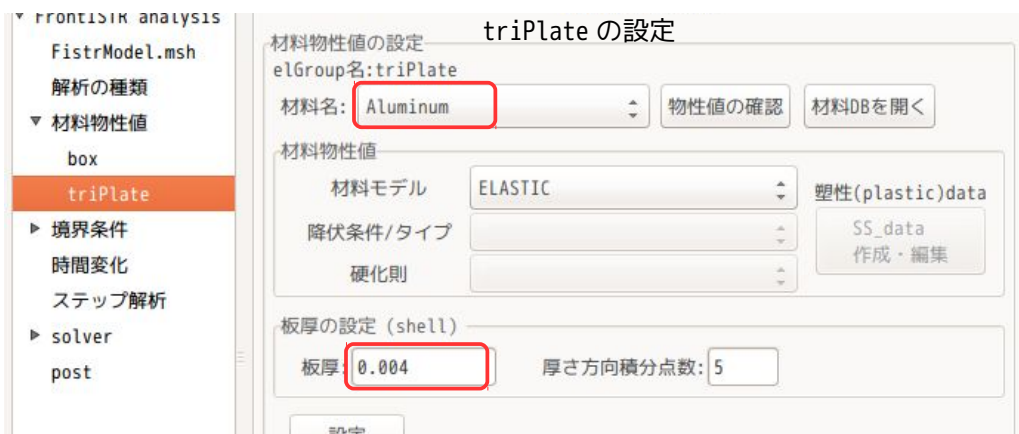 FrontISTR analysis
FistrModel.msh
解析の種類
材料物性値
box
triPlate
境界条件
時間変化
ステップ解析
solver
post
triPlate の設定
材料物性値の設定
elGroup名:triPlate
材料名: Aluminum 物性値の確認 材料DBを開く
材料物性値
材料モデル ELASTIC 塑性(plastic)data
降伏条件/タイプ SS_data
作成・編集
硬化則
板厚の設定 (shell)
板厚: 0.004 厚さ方向積分点数: 5
設定